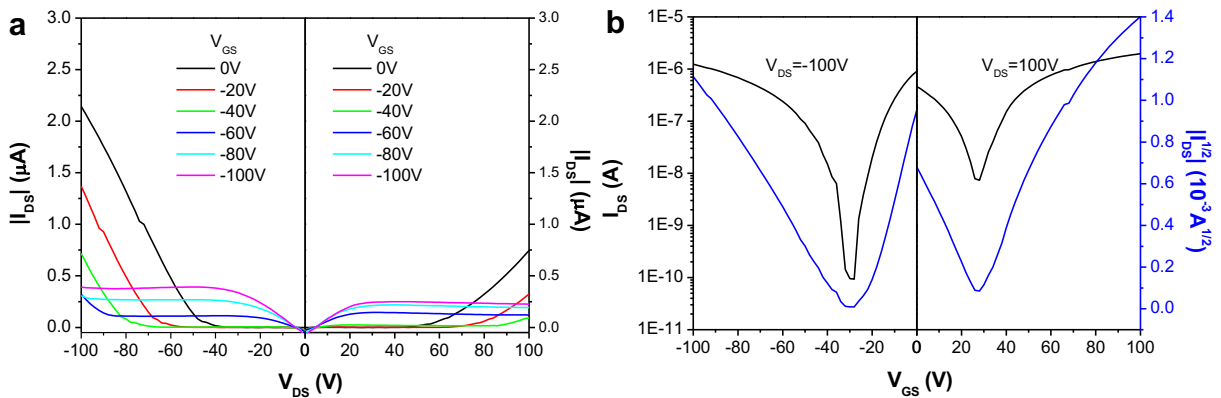 a
V_GS V_GS
0V 0V
-20V -20V
-40V -40V
-60V -60V
-80V -80V
-100V -100V
3.0 2.5 2.0 1.5 1.0 0.5 0.0
|I_DS| (μA)
3.0 2.5 2.0 1.5 1.0 0.5 0.0
|I_DS| (μA)
-100 -80 -60 -40 -20 0 20 40 60 80 100
V_DS (V)
b
V_DS=-100V V_DS=100V
1E-5 1E-6 1E-7 1E-8 1E-9 1E-10 1E-11
I_DS (A)
1.4 1.2 1.0 0.8 0.6 0.4 0.2 0.0
|I_DS|^1/2 (10^-3 A^1/2)
-100 -80 -60 -40 -20 0 20 40 60 80 100
V_GS (V)